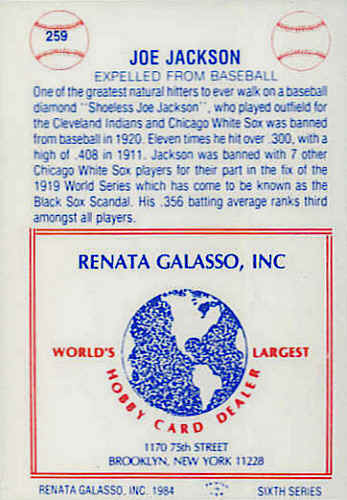 259
JOE JACKSON
EXPELLED FROM BASEBALL
One of the greatest natural hitters to ever walk on a baseball
diamond "Shoeless Joe Jackson", who played outfield for
the Cleveland Indians and Chicago White Sox was banned
from baseball in 1920. Eleven times he hit over .300, with a
high of .408 in 1911. Jackson was banned with 7 other
Chicago White Sox players for their part in the fix of the
1919 World Series which has come to be known as the
Black Sox Scandal. His .356 batting average ranks third
amongst all players.
RENATA GALASSO, INC
WORLD'S LARGEST
HOBBY CARD DEALER
1170 75th STREET
BROOKLYN, NEW YORK 11228
RENATA GALASSO, INC. 1984 SIXTH SERIES